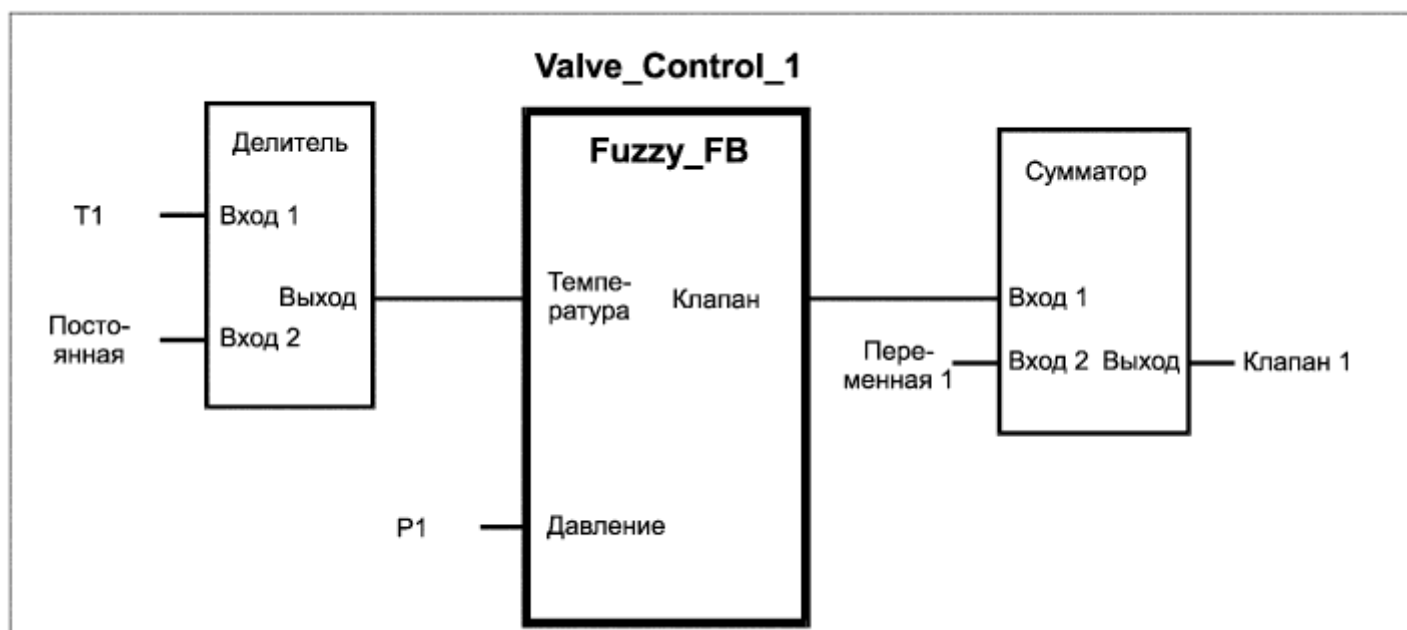 Valve_Control_1
Делитель
T1
Вход 1
Выход
Посто-
янная
Вход 2
Fuzzy_FB
Темпе-
ратура
Клапан
P1
Давление
Сумматор
Вход 1
Пере-
менная 1
Вход 2
Выход
Клапан 1